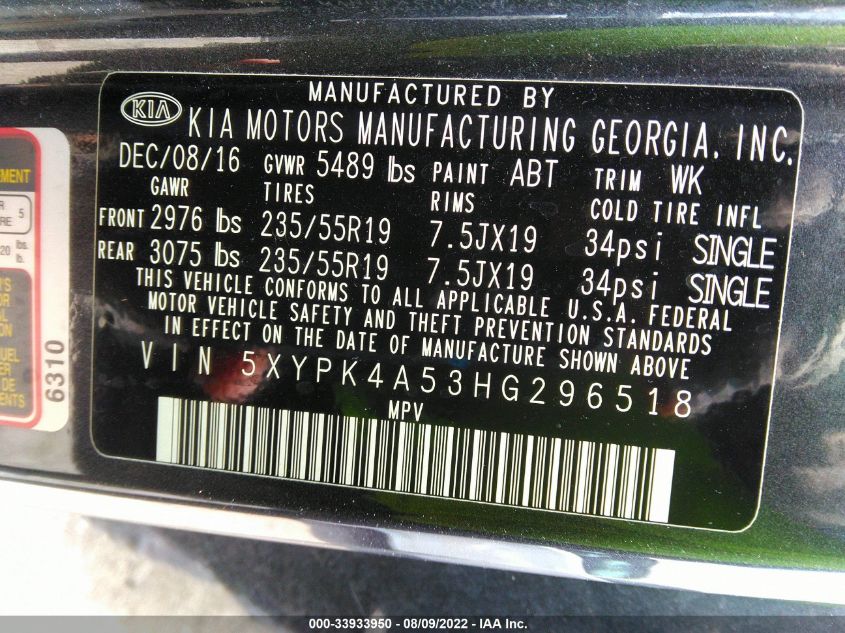 MANUFACTURED BY
KIA
KIA MOTORS MANUFACTURING GEORGIA, INC.
DEC/08/16 GVWR 5489 lbs PAINT ABT TRIM WK
GAWR TIRES RIMS COLD TIRE INFL
FRONT 2976 lbs 235/55R19 7.5JX19 34psi SINGLE
REAR 3075 lbs 235/55R19 7.5JX19 34psi SINGLE
THIS VEHICLE CONFORMS TO ALL APPLICABLE U.S.A. FEDERAL
MOTOR VEHICLE SAFETY AND THEFT PREVENTION STANDARDS
IN EFFECT ON THE DATE OF MANUFACTURE SHOWN ABOVE
VIN 5XYPK4A53HG296518
MPV
5
20 lbs.
lb.
6310
000-33933950 - 08/09/2022 - IAA Inc.